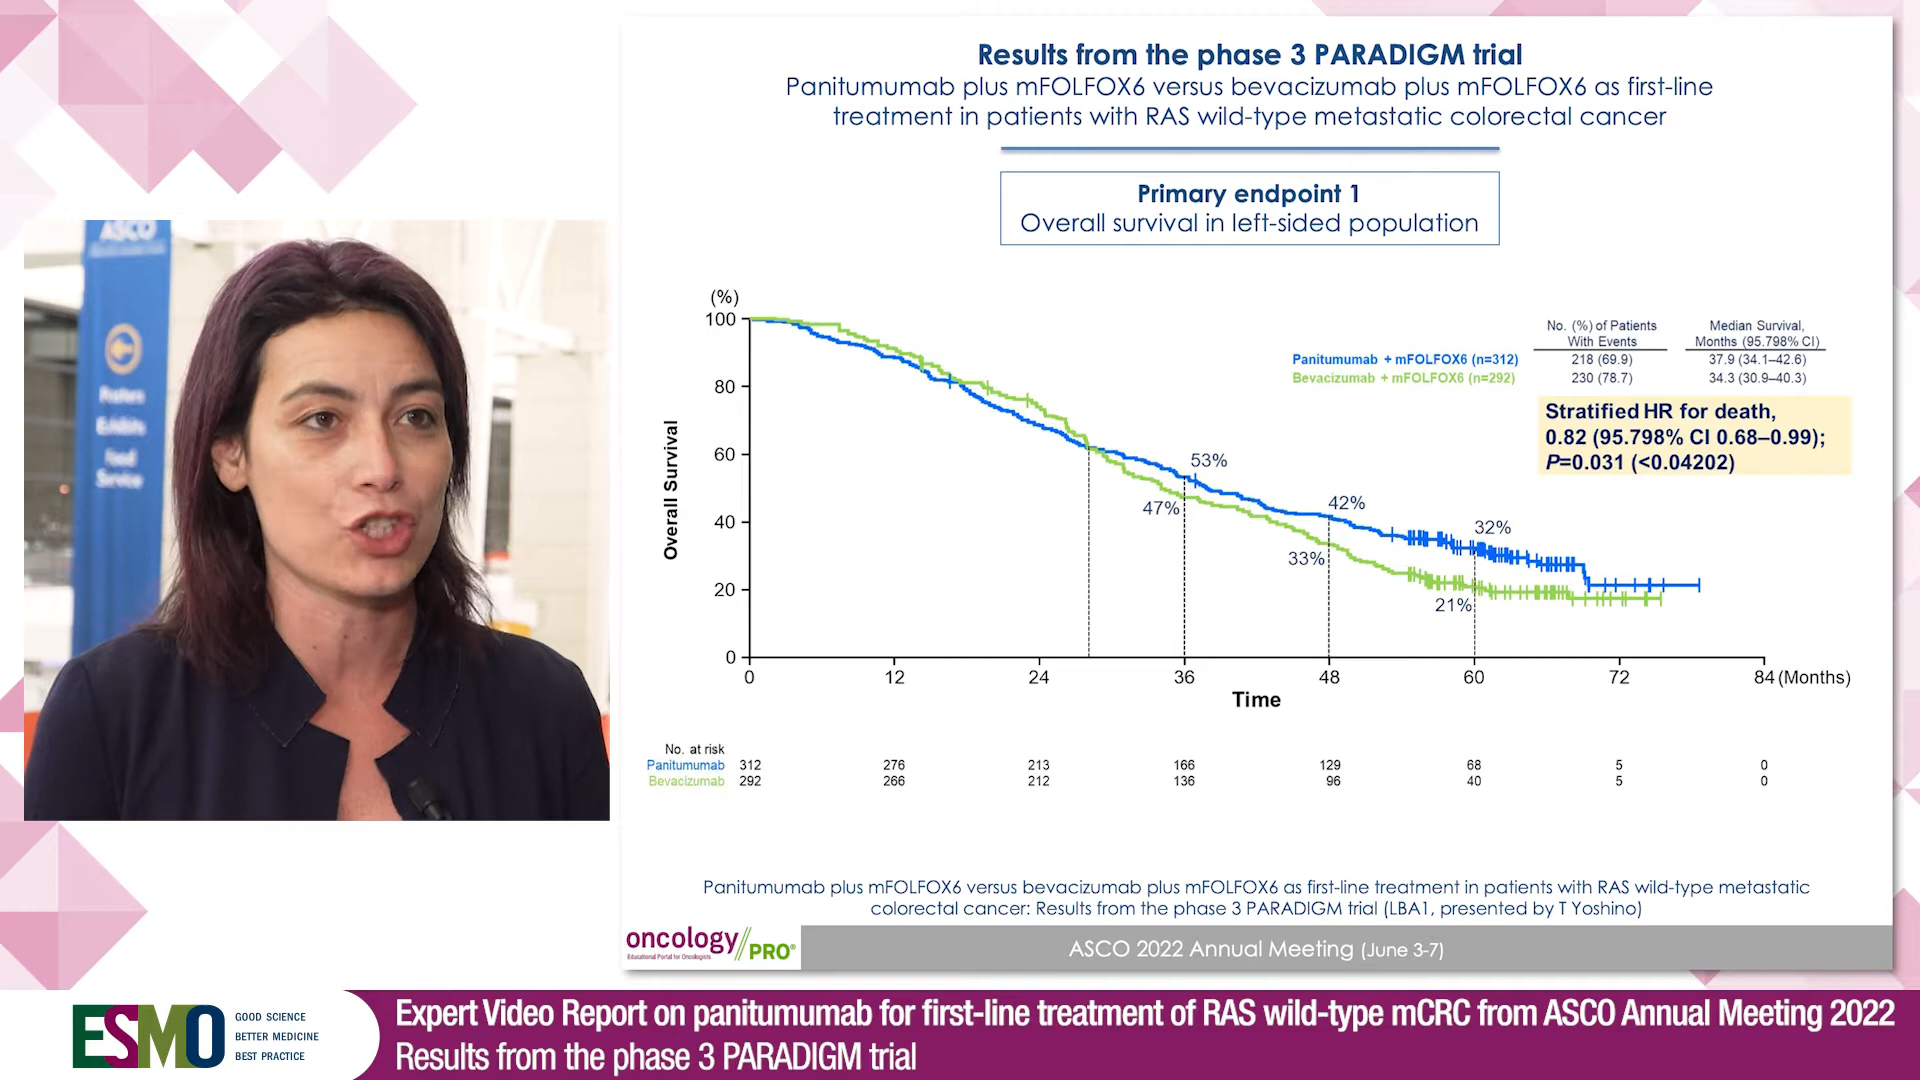 Results from the phase 3 PARADIGM trial
Panitumumab plus mFOLFOX6 versus bevacizumab plus mFOLFOX6 as first-line
treatment in patients with RAS wild-type metastatic colorectal cancer
Primary endpoint 1
Overall survival in left-sided population
ASCO
Posters
Exhibits
Food
Service
(%)
100
80
60
40
20
0
Overall Survival
No. (%) of Patients
With Events
Median Survival,
Months (95.798% CI)
Panitumumab + mFOLFOX6 (n=312) 218 (69.9) 37.9 (34.1–42.6)
Bevacizumab + mFOLFOX6 (n=292) 230 (78.7) 34.3 (30.9–40.3)
Stratified HR for death,
0.82 (95.798% CI 0.68–0.99);
P=0.031 (<0.04202)
53%
47%
42%
33%
32%
21%
0 12 24 36 48 60 72 84 (Months)
Time
No. at risk
Panitumumab 312 276 213 166 129 68 5 0
Bevacizumab 292 266 212 136 96 40 5 0
Panitumumab plus mFOLFOX6 versus bevacizumab plus mFOLFOX6 as first-line treatment in patients with RAS wild-type metastatic
colorectal cancer: Results from the phase 3 PARADIGM trial (LBA1, presented by T Yoshino)
oncology//PRO®
Educational Portal for Oncologists
ASCO 2022 Annual Meeting (June 3-7)
ESMO
GOOD SCIENCE
BETTER MEDICINE
BEST PRACTICE
Expert Video Report on panitumumab for first-line treatment of RAS wild-type mCRC from ASCO Annual Meeting 2022
Results from the phase 3 PARADIGM trial